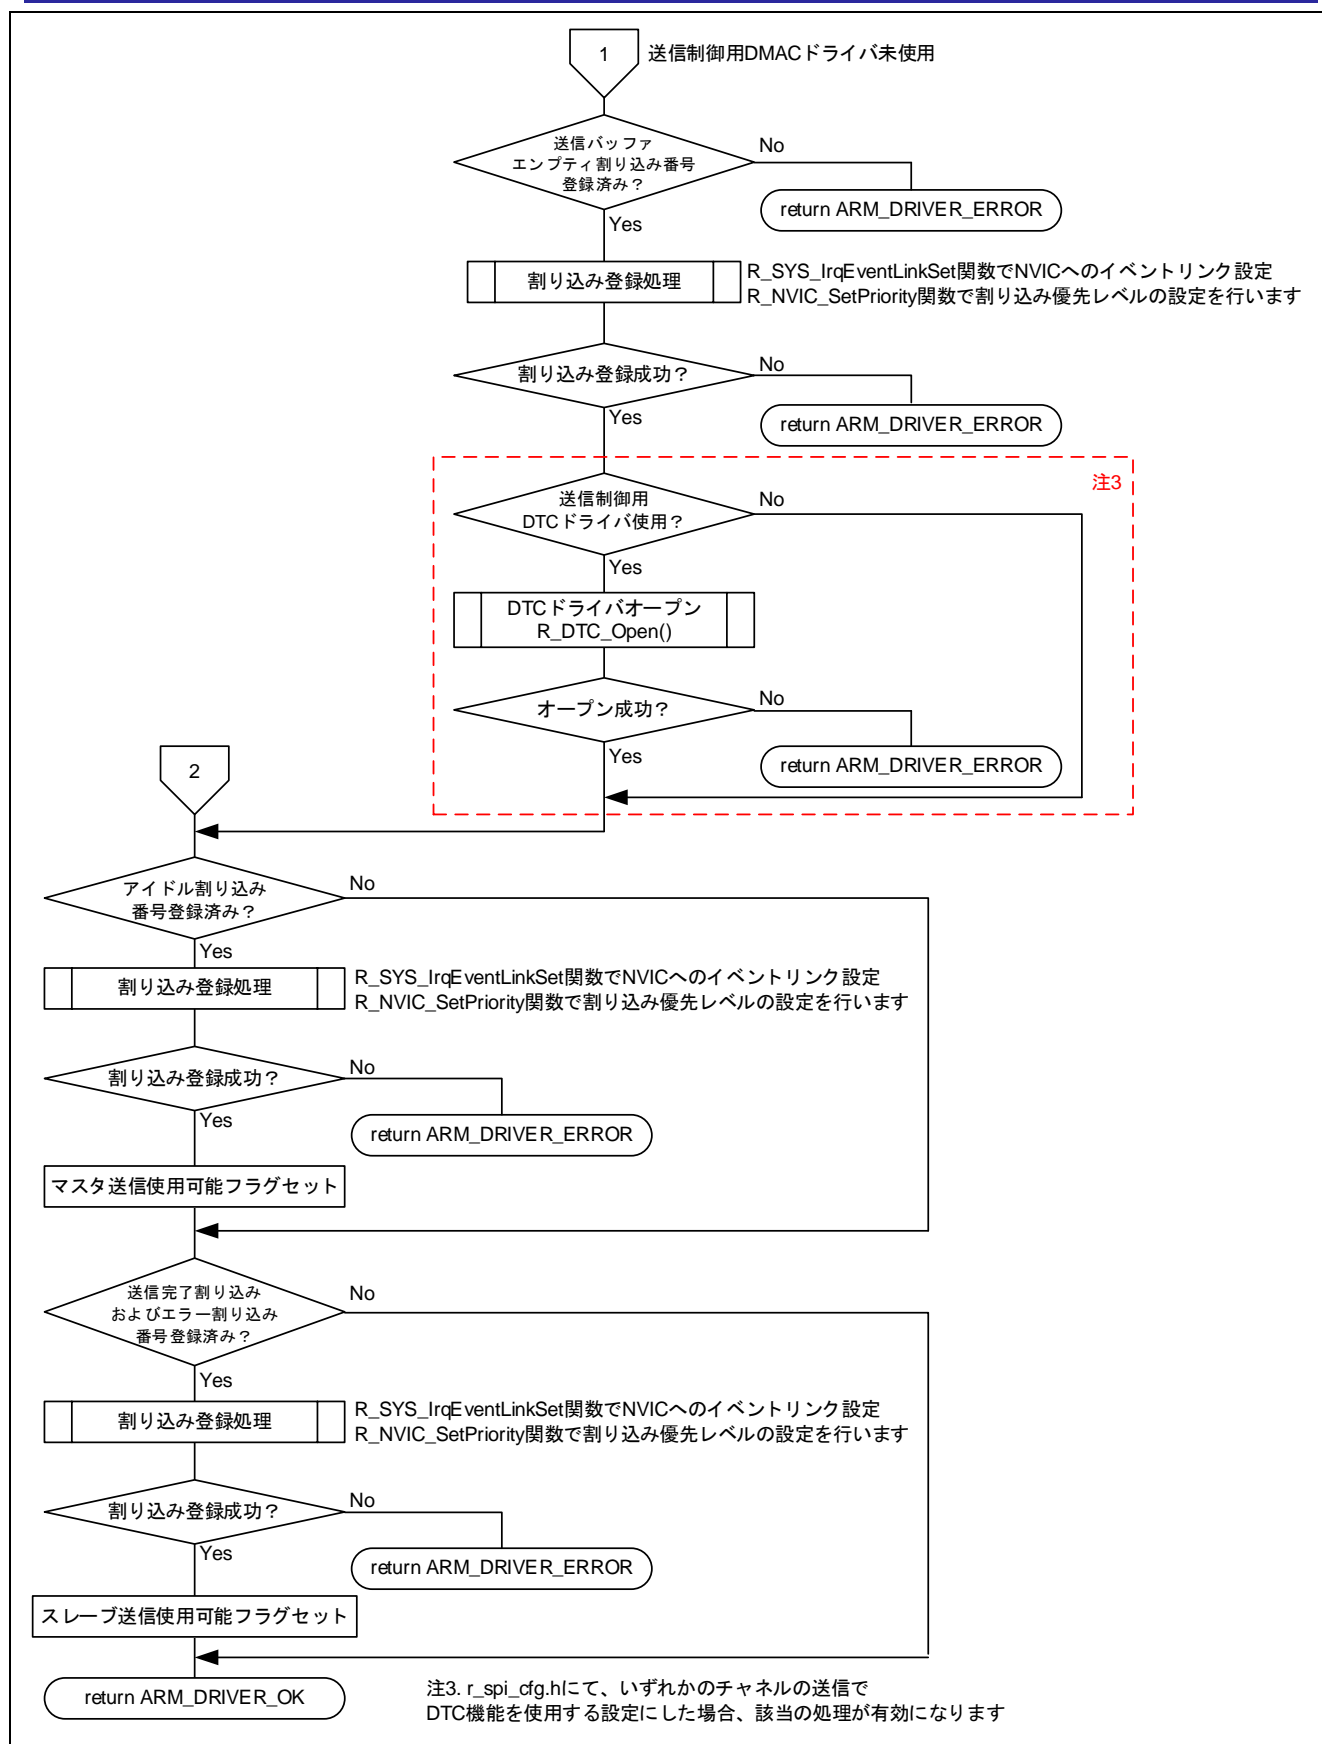 1
送信制御用DMACドライバ未使用
送信バッファ
エンプティ割り込み番号
登録済み？
No
return ARM_DRIVER_ERROR
Yes
割り込み登録処理
R_SYS_IrqEventLinkSet関数でNVICへのイベントリンク設定
R_NVIC_SetPriority関数で割り込み優先レベルの設定を行います
割り込み登録成功？
No
return ARM_DRIVER_ERROR
Yes
注3
送信制御用
DTCドライバ使用？
No
Yes
DTCドライバオープン
R_DTC_Open()
オープン成功？
No
return ARM_DRIVER_ERROR
Yes
2
アイドル割り込み
番号登録済み？
No
Yes
割り込み登録処理
R_SYS_IrqEventLinkSet関数でNVICへのイベントリンク設定
R_NVIC_SetPriority関数で割り込み優先レベルの設定を行います
割り込み登録成功？
No
return ARM_DRIVER_ERROR
Yes
マスタ送信使用可能フラグセット
送信完了割り込み
およびエラー割り込み
番号登録済み？
No
Yes
割り込み登録処理
R_SYS_IrqEventLinkSet関数でNVICへのイベントリンク設定
R_NVIC_SetPriority関数で割り込み優先レベルの設定を行います
割り込み登録成功？
No
return ARM_DRIVER_ERROR
Yes
スレーブ送信使用可能フラグセット
return ARM_DRIVER_OK
注3. r_spi_cfg.hにて、いずれかのチャネルの送信で
DTC機能を使用する設定にした場合、該当の処理が有効になります